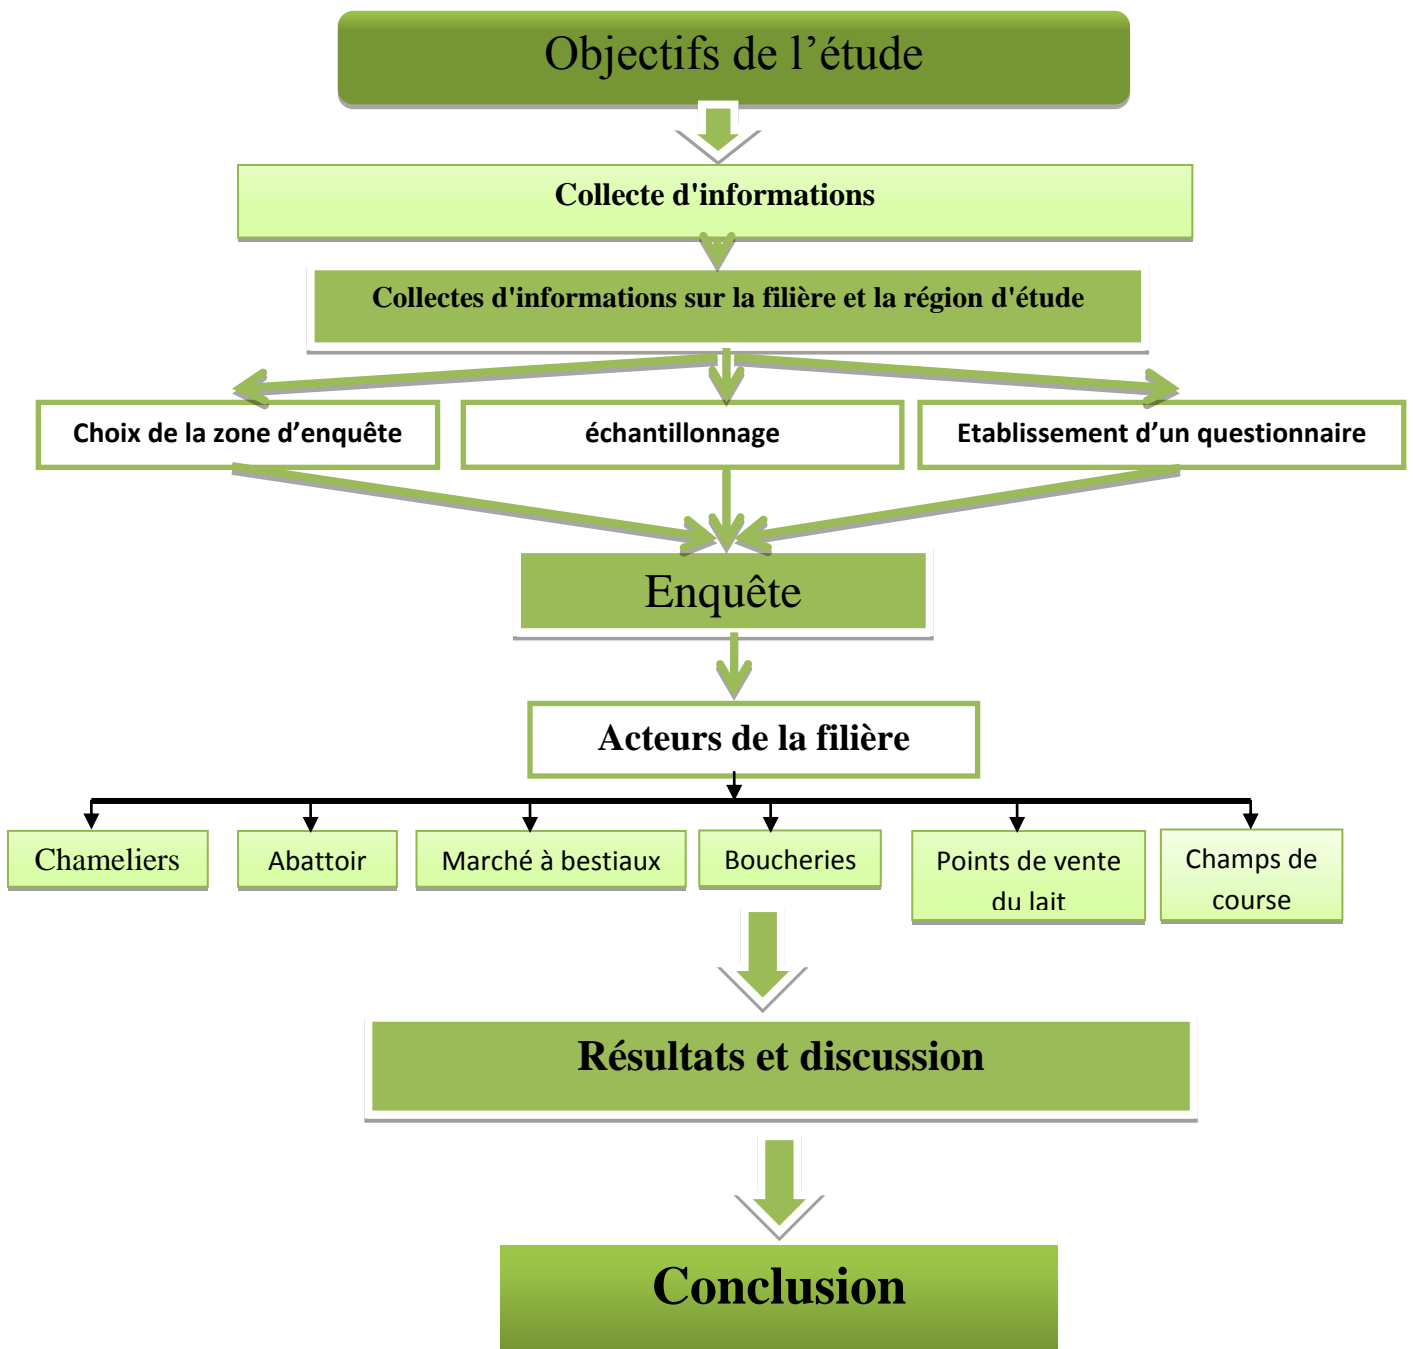 Objectifs de l’étude
Collecte d'informations
Collectes d'informations sur la filière et la région d'étude
Choix de la zone d’enquête
échantillonnage
Etablissement d’un questionnaire
Enquête
Acteurs de la filière
Chameliers
Abattoir
Marché à bestiaux
Boucheries
Points de vente
du lait
Champs de
course
Résultats et discussion
Conclusion